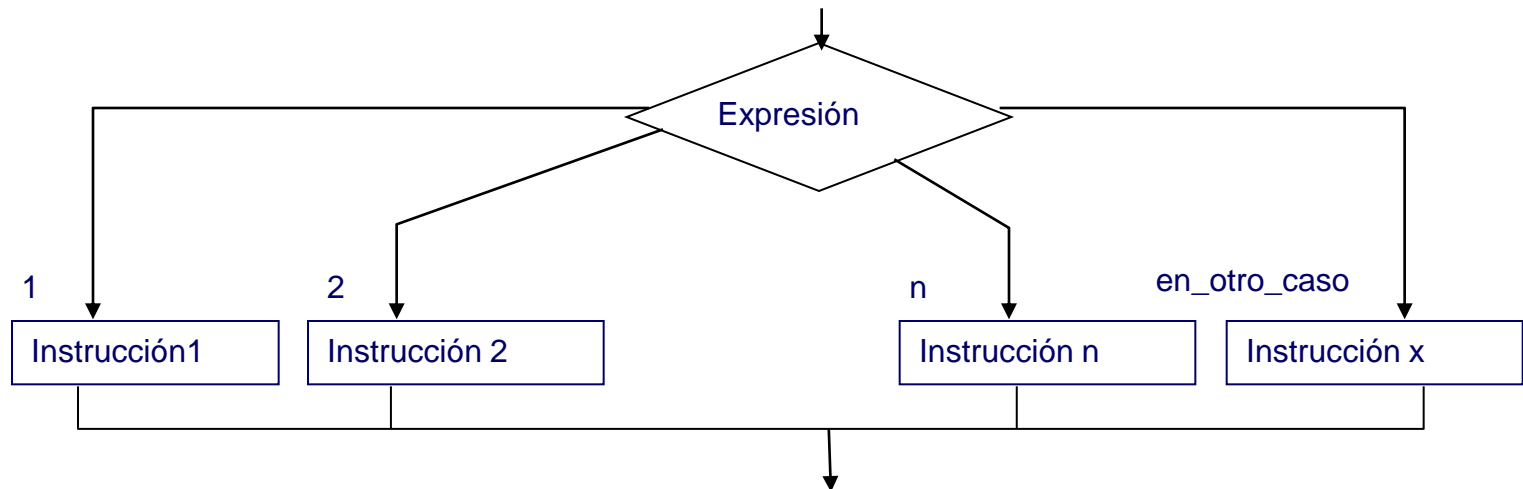 Expresión
1
2
n
en_otro_caso
Instrucción1
Instrucción 2
Instrucción n
Instrucción x